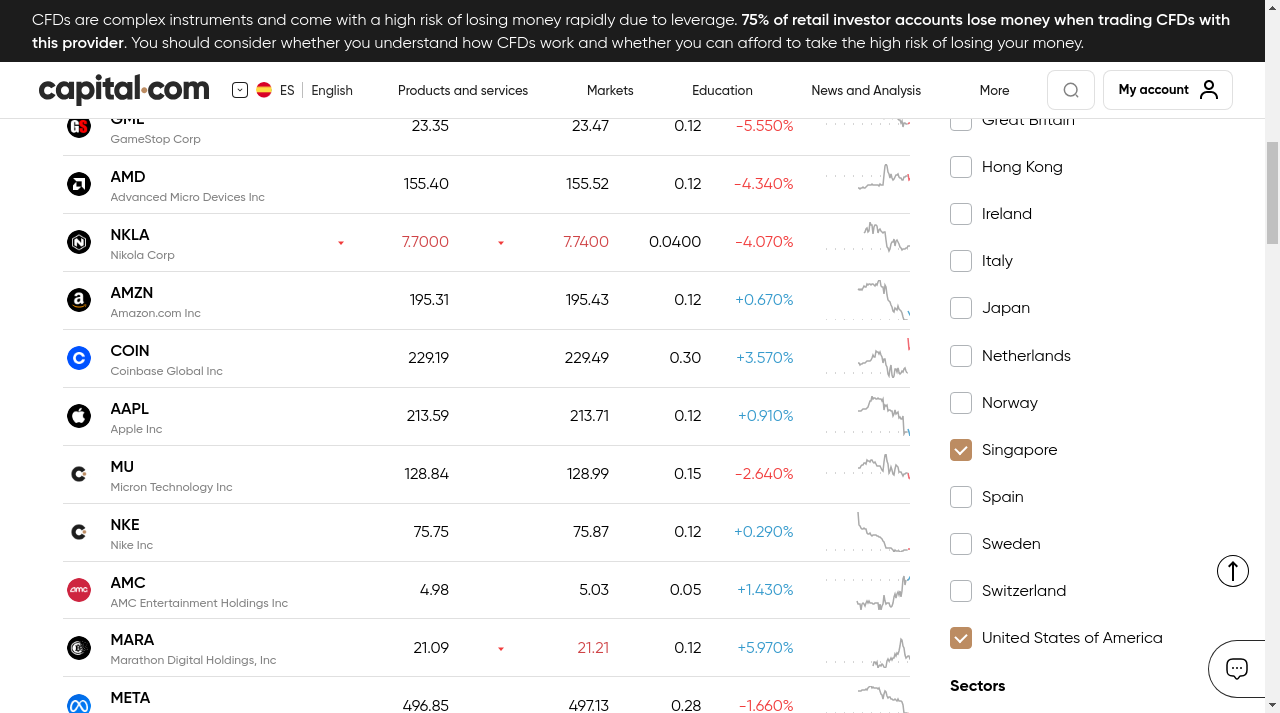 CFDs are complex instruments and come with a high risk of losing money rapidly due to leverage. 75% of retail investor accounts lose money when trading CFDs with
this provider. You should consider whether you understand how CFDs work and whether you can afford to take the high risk of losing your money.
capital.com ES English Products and services Markets Education News and Analysis More My account
GME 23.35 23.47 0.12 -5.550%
GameStop Corp
AMD 155.40 155.52 0.12 -4.340%
Advanced Micro Devices Inc
NKLA 7.7000 7.7400 0.0400 -4.070%
Nikola Corp
AMZN 195.31 195.43 0.12 +0.670%
Amazon.com Inc
COIN 229.19 229.49 0.30 +3.570%
Coinbase Global Inc
AAPL 213.59 213.71 0.12 +0.910%
Apple Inc
MU 128.84 128.99 0.15 -2.640%
Micron Technology Inc
NKE 75.75 75.87 0.12 +0.290%
Nike Inc
AMC 4.98 5.03 0.05 +1.430%
AMC Entertainment Holdings Inc
MARA 21.09 21.21 0.12 +5.970%
Marathon Digital Holdings, Inc
META 496.85 497.13 0.28 -1.660%
Great Britain
Hong Kong
Ireland
Italy
Japan
Netherlands
Norway
Singapore
Spain
Sweden
Switzerland
United States of America
Sectors